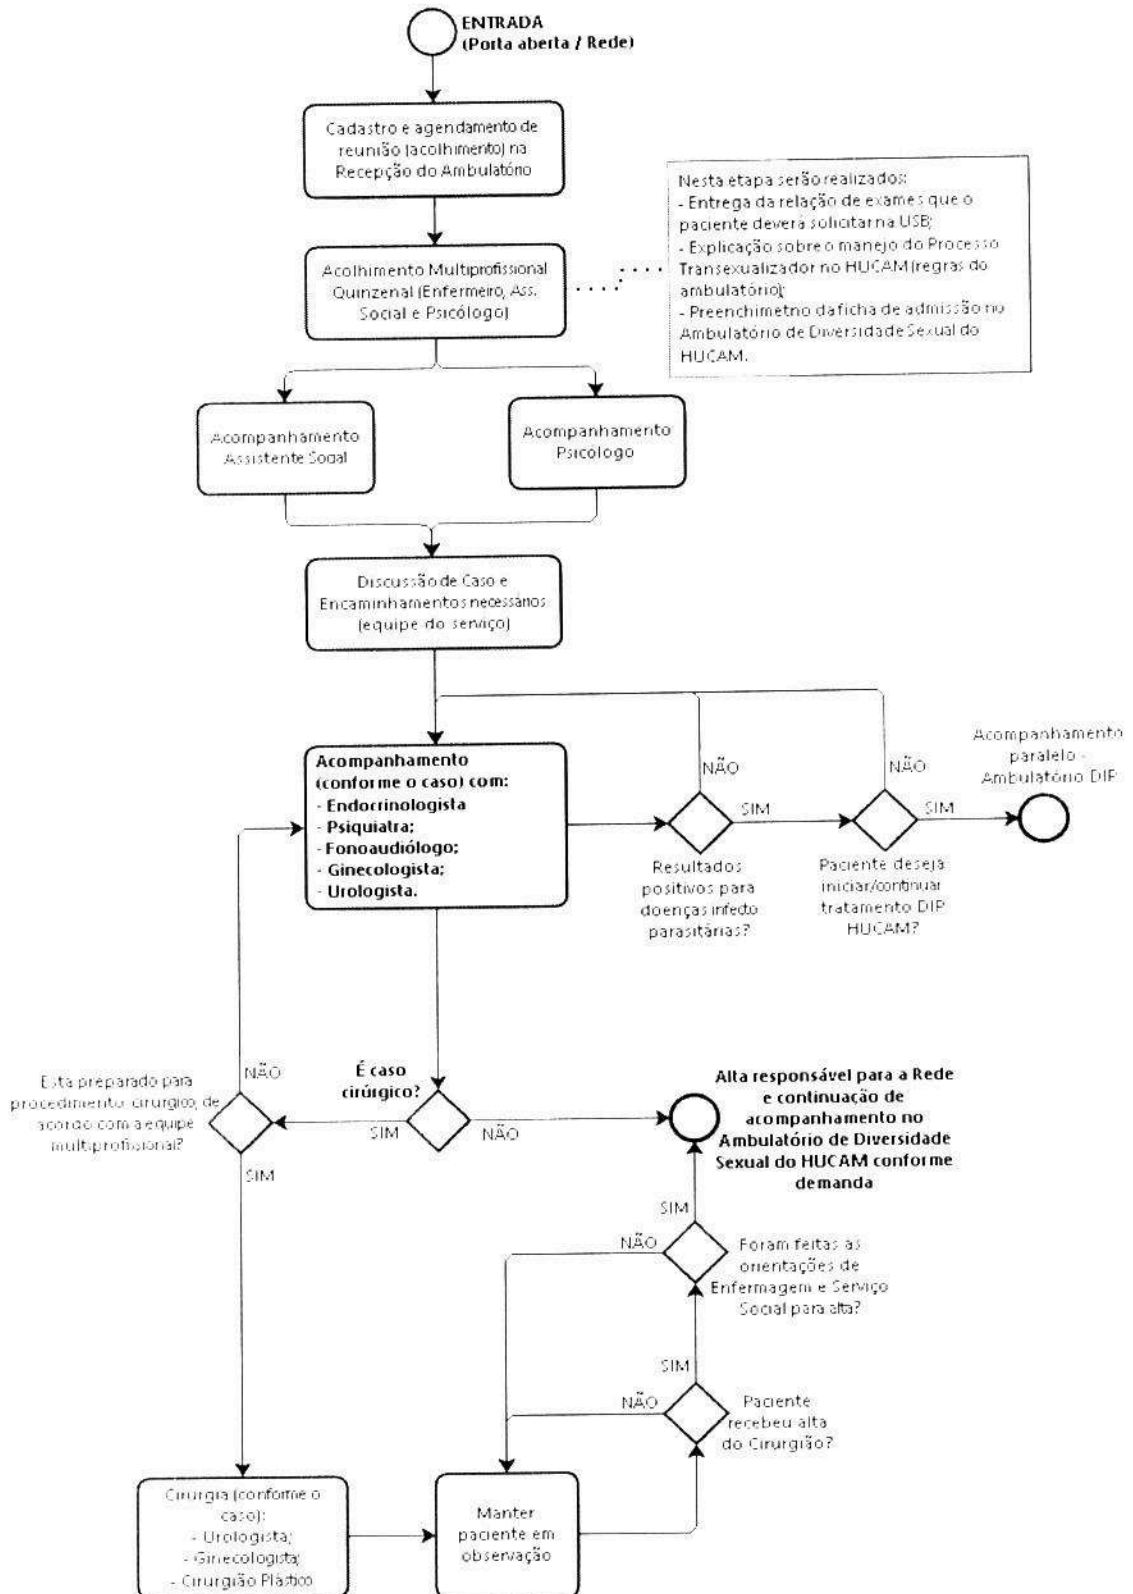 ENTRADA
(Porta aberta / Rede)
Cadastro e agendamento de
reunião (acolhimento) na
Recepção do Ambulatório
Nesta etapa serão realizados:
- Entrega da relação de exames que o
paciente deverá solicitar na USB;
- Explicação sobre o manejo do Processo
Transexualizador no HUCAM (regras do
ambulatório);
- Preenchimetno da ficha de admissão no
Ambulatório de Diversidade Sexual do
HUCAM.
Acolhimento Multiprofissional
Quinzenal (Enfermeiro, Ass.
Social e Psicólogo)
Acompanhamento
Assistente Social
Acompanhamento
Psicólogo
Discussão de Caso e
Encaminhamentos necessários
(equipe do serviço)
Acompanhamento
(conforme o caso) com:
- Endocrinologista
- Psiquiatra;
- Fonoaudiólogo;
- Ginecologista;
- Urologista.
NÃO
SIM
Resultados
positivos para
doenças infecto
parasitárias?
NÃO
SIM
Paciente deseja
iniciar/continuar
tratamento DIP
HUCAM?
Acompanhamento
paralelo -
Ambulatório DIP
É caso
cirúrgico?
SIM
NÃO
Esta preparado para
procedimento cirurgico, de
acordo com a equipe
multiprofissional?
NÃO
SIM
Alta responsável para a Rede
e continuação de
acompanhamento no
Ambulatório de Diversidade
Sexual do HUCAM conforme
demanda
SIM
NÃO
Foram feitas as
orientações de
Enfermagem e Serviço
Social para alta?
SIM
NÃO
Paciente
recebeu alta
do Cirurgião?
Cirurgia (conforme o
caso):
- Urologista;
- Ginecologista;
- Cirurgião Plástico
Manter
paciente em
observação